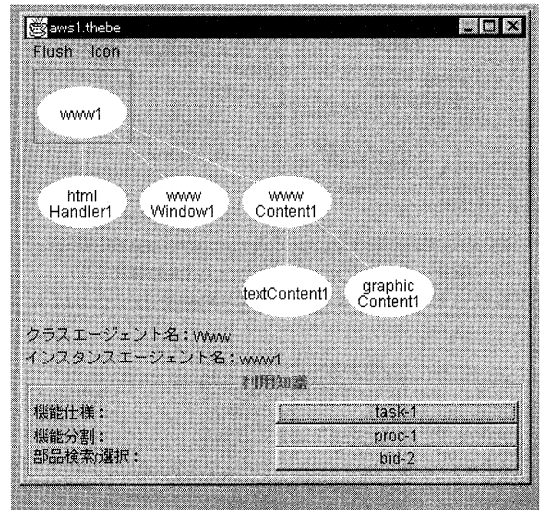 aws1.thebe
Flush Icon
www1
html
Handler1
www
Window1
www
Content1
textContent1
graphic
Content1
クラスエージェント名 : Www
インスタンスエージェント名 : www1
利用知識
機能仕様 : task-1
機能分割 : proc-1
部品検索/選択 : bid-2